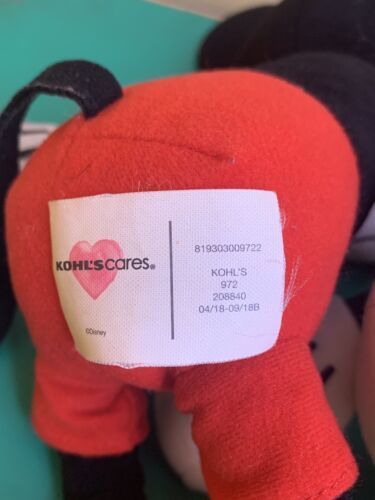 KOHL'S cares®
©Disney
819303009722
KOHL'S
972
208840
04/18-09/18B